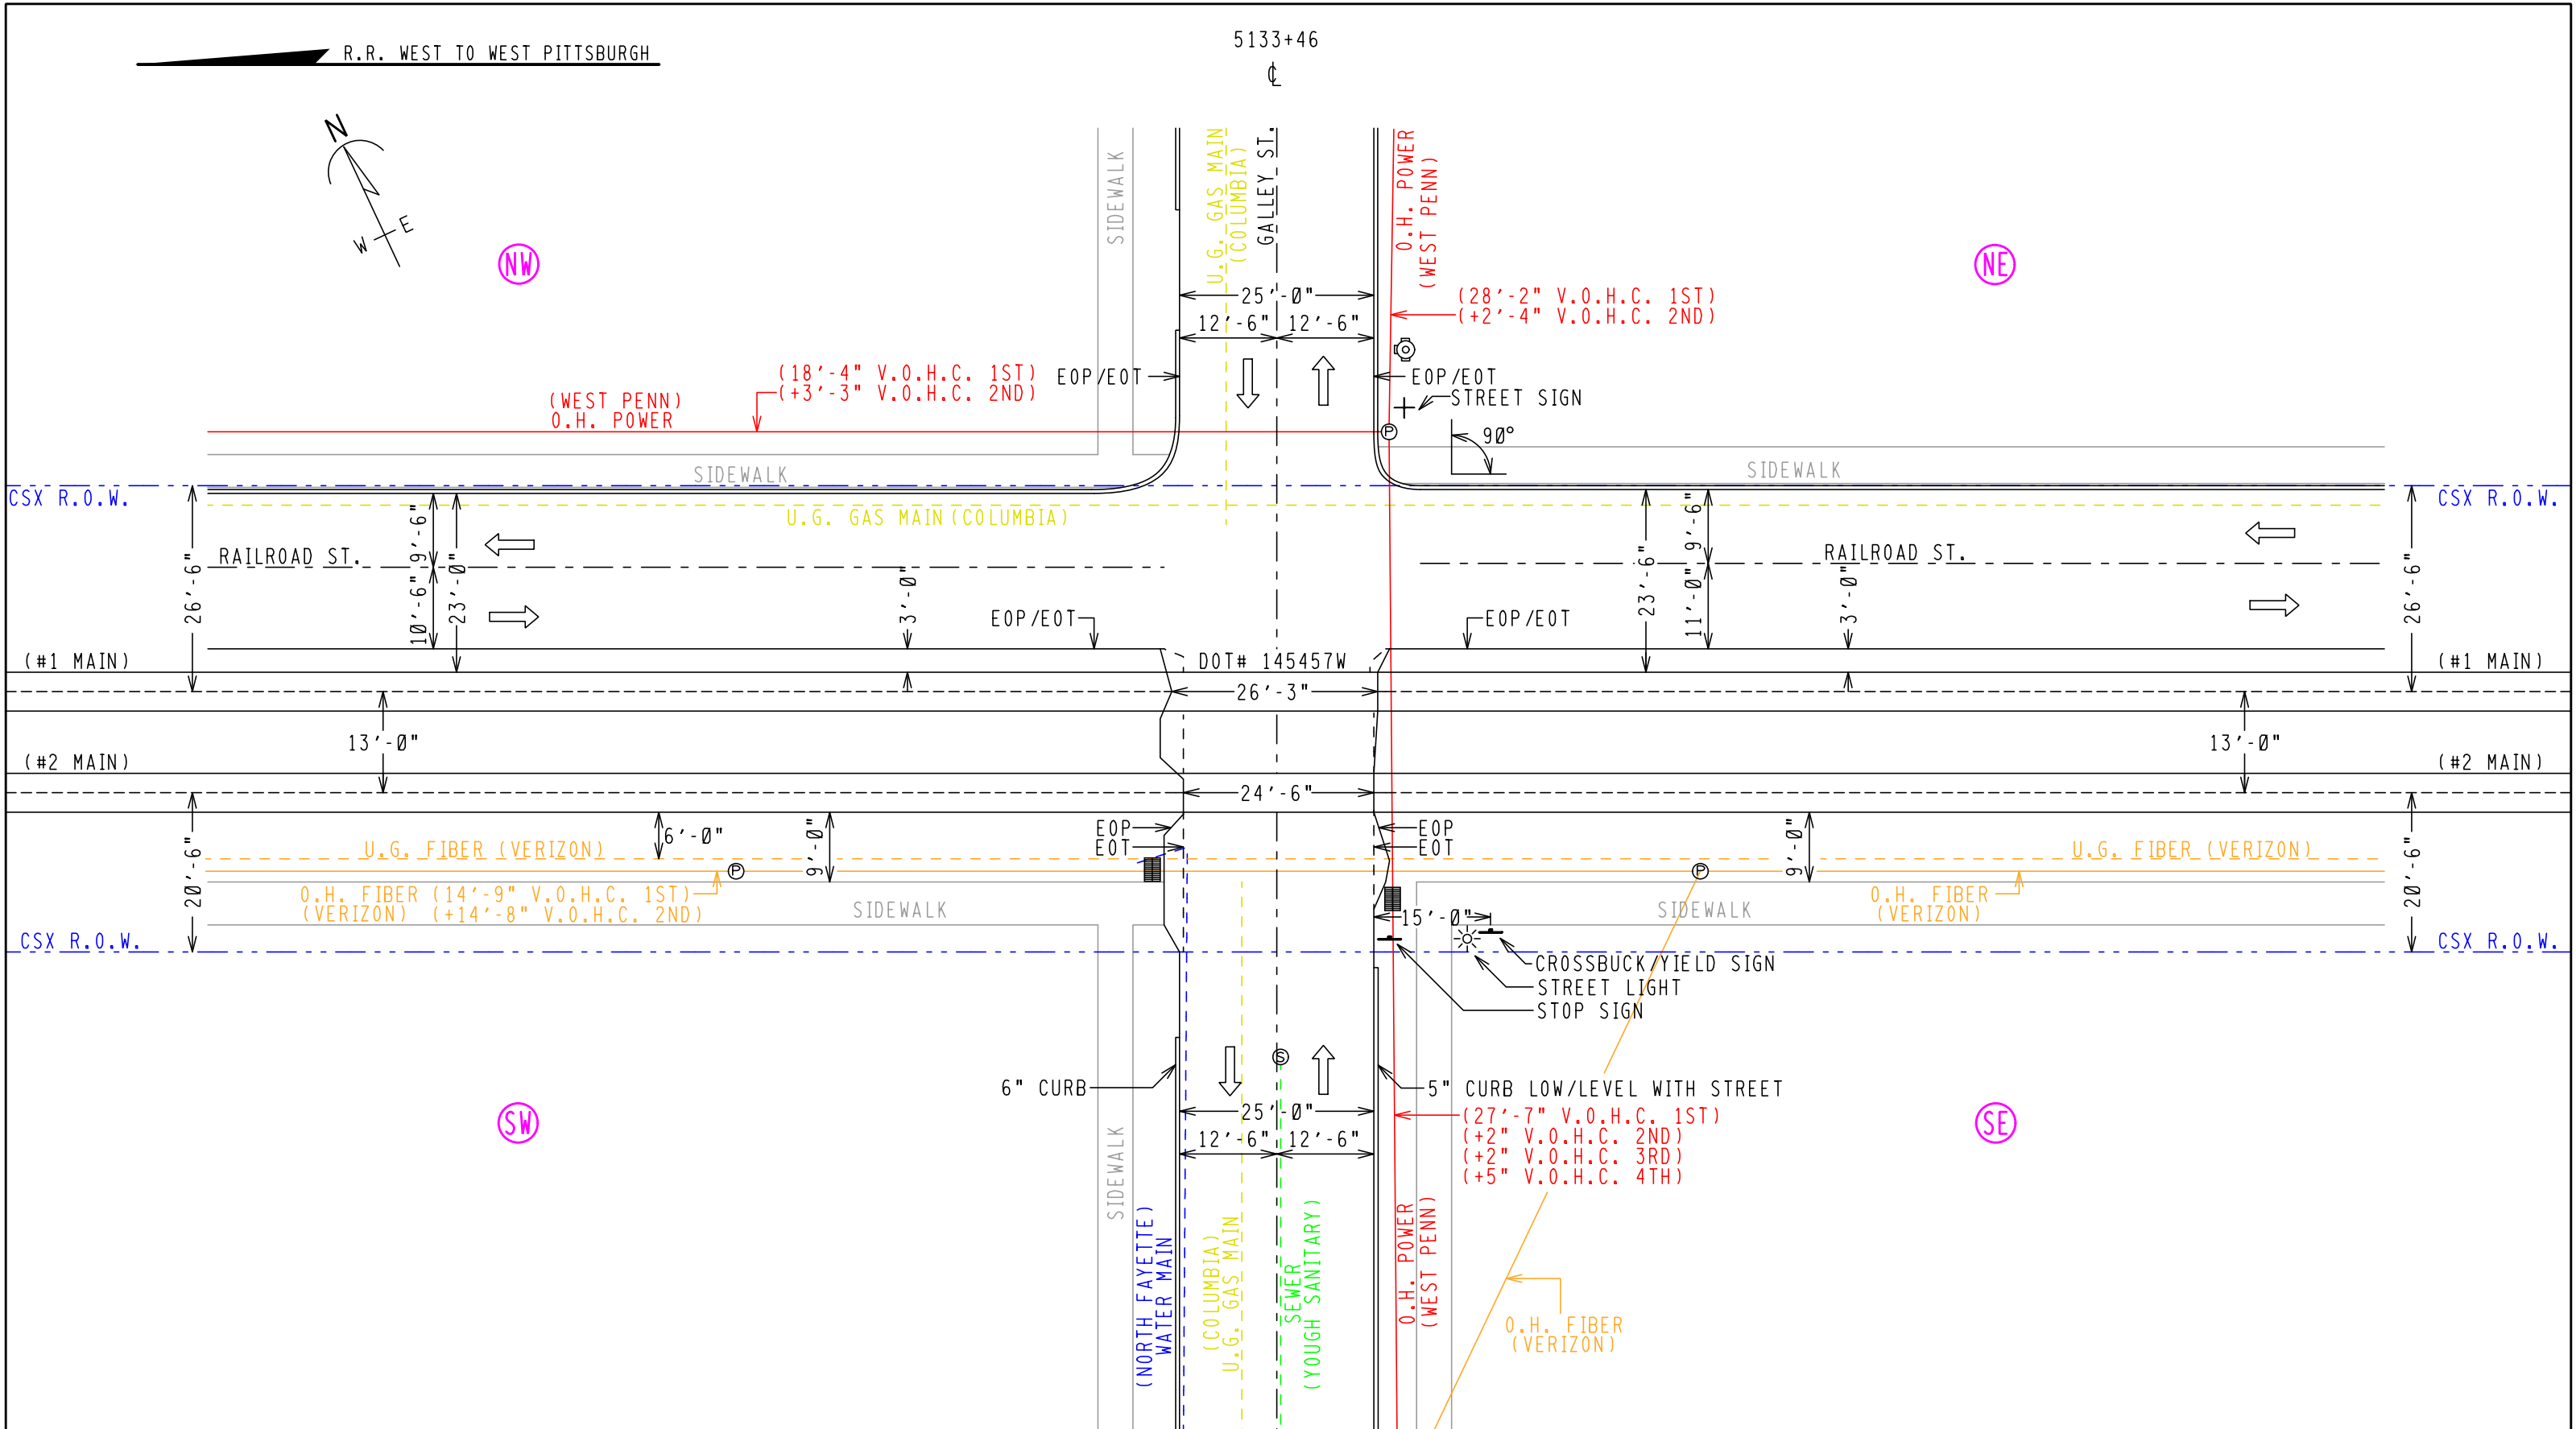 5133+46
R.R. WEST TO WEST PITTSBURGH
℄
N
W
E
SIDEWALK
U.G. GAS MAIN
(COLUMBIA)
GALLEY ST.
O.H. POWER
(WEST PENN)
NW
NE
25'-0"
12'-6"
12'-6"
(28'-2" V.O.H.C. 1ST)
(+2'-4" V.O.H.C. 2ND)
(18'-4" V.O.H.C. 1ST)
(+3'-3" V.O.H.C. 2ND)
EOP/EOT
EOP/EOT
STREET SIGN
(WEST PENN)
O.H. POWER
P
90°
SIDEWALK
SIDEWALK
CSX R.O.W.
CSX R.O.W.
U.G. GAS MAIN (COLUMBIA)
RAILROAD ST.
RAILROAD ST.
26'-6"
9'-6"
10'-6"
23'-0"
3'-0"
23'-6"
9'-6"
11'-0"
3'-0"
26'-6"
EOP/EOT
EOP/EOT
(#1 MAIN)
DOT# 145457W
(#1 MAIN)
26'-3"
13'-0"
13'-0"
(#2 MAIN)
(#2 MAIN)
24'-6"
20'-6"
6'-0"
9'-0"
EOP
EOT
EOP
EOT
9'-0"
20'-6"
U.G. FIBER (VERIZON)
U.G. FIBER (VERIZON)
P
P
O.H. FIBER (14'-9" V.O.H.C. 1ST)
(VERIZON) (+14'-8" V.O.H.C. 2ND)
O.H. FIBER
(VERIZON)
SIDEWALK
SIDEWALK
15'-0"
CSX R.O.W.
CSX R.O.W.
CROSSBUCK/YIELD SIGN
STREET LIGHT
STOP SIGN
S
6" CURB
5" CURB LOW/LEVEL WITH STREET
SW
SE
25'-0"
12'-6"
12'-6"
(27'-7" V.O.H.C. 1ST)
(+2" V.O.H.C. 2ND)
(+2" V.O.H.C. 3RD)
(+5" V.O.H.C. 4TH)
SIDEWALK
(NORTH FAYETTE)
WATER MAIN
(COLUMBIA)
U.G. GAS MAIN
SEWER
(YOUGH SANITARY)
O.H. POWER
(WEST PENN)
O.H. FIBER
(VERIZON)